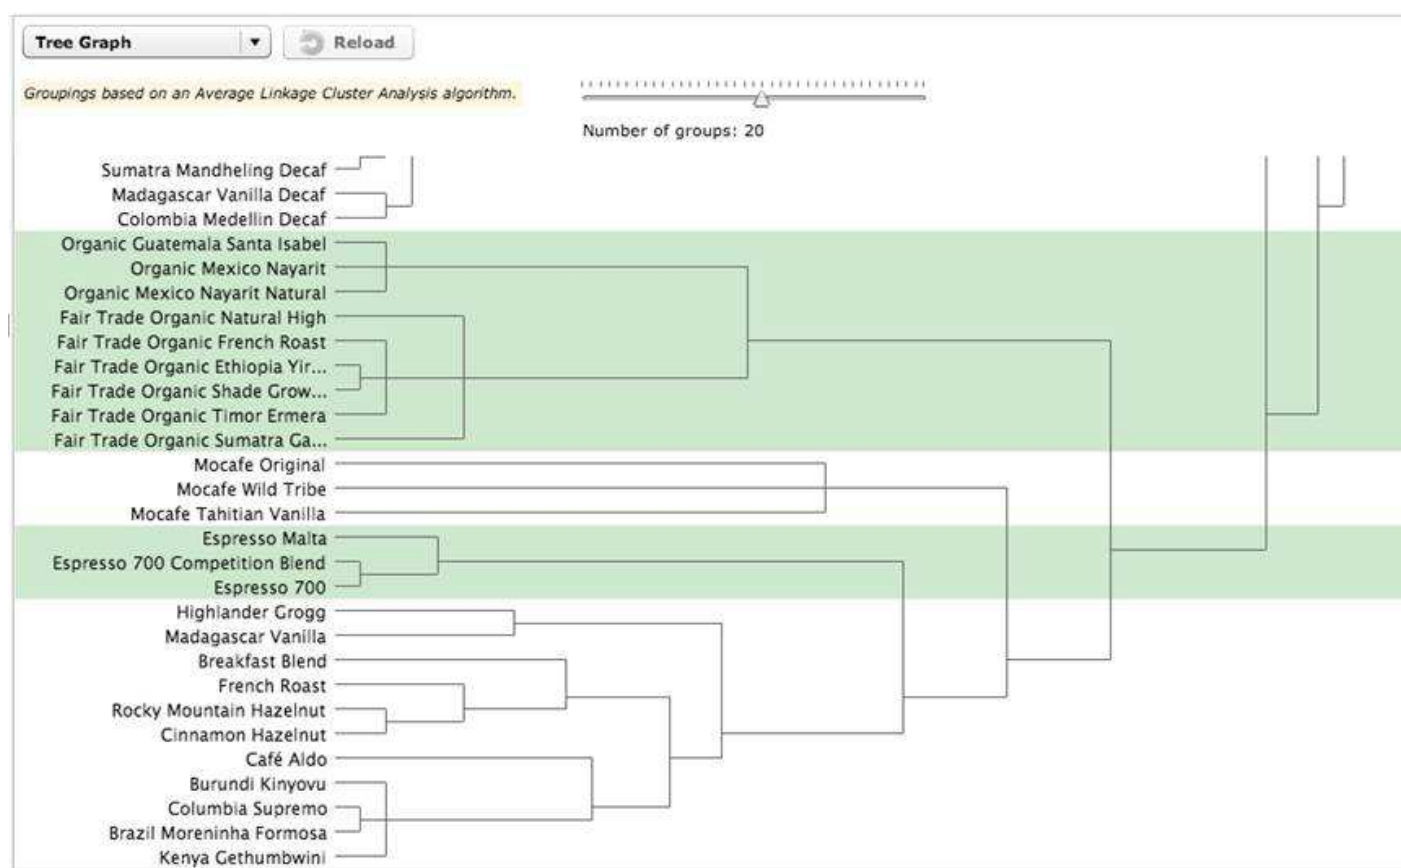 Tree Graph
Reload
Groupings based on an Average Linkage Cluster Analysis algorithm.
Number of groups: 20
Sumatra Mandheling Decaf
Madagascar Vanilla Decaf
Colombia Medellin Decaf
Organic Guatemala Santa Isabel
Organic Mexico Nayarit
Organic Mexico Nayarit Natural
Fair Trade Organic Natural High
Fair Trade Organic French Roast
Fair Trade Organic Ethiopia Yir...
Fair Trade Organic Shade Grow...
Fair Trade Organic Timor Ermera
Fair Trade Organic Sumatra Ga...
Mocafe Original
Mocafe Wild Tribe
Mocafe Tahitian Vanilla
Espresso Malta
Espresso 700 Competition Blend
Espresso 700
Highlander Grogg
Madagascar Vanilla
Breakfast Blend
French Roast
Rocky Mountain Hazelnut
Cinnamon Hazelnut
Café Aldo
Burundi Kinyovu
Columbia Supremo
Brazil Moreninha Formosa
Kenya Gethumbwini